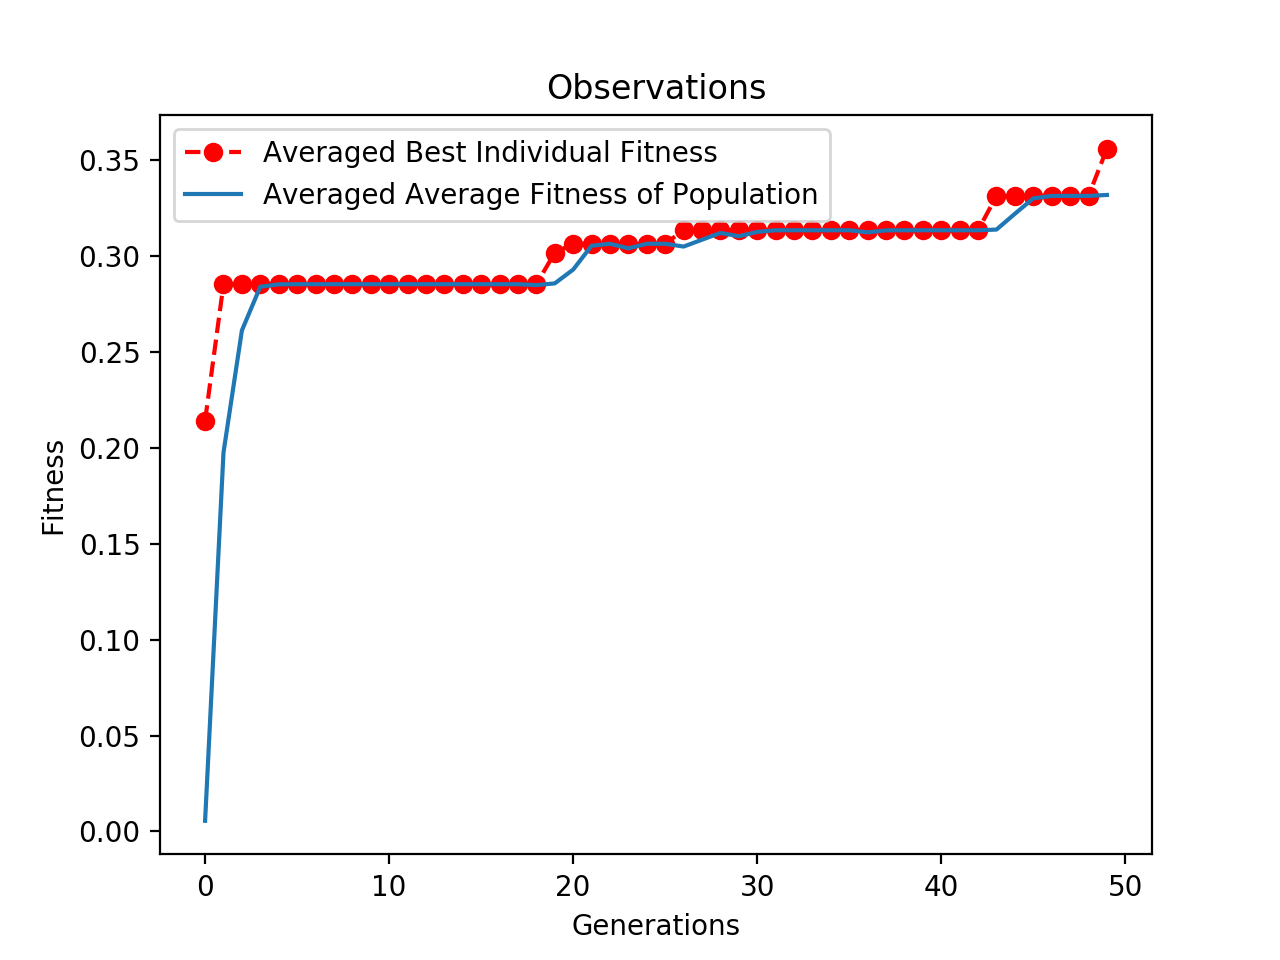 Observations
Averaged Best Individual Fitness
Averaged Average Fitness of Population
0.35
0.30
0.25
0.20
0.15
0.10
0.05
0.00
Fitness
0 10 20 30 40 50
Generations